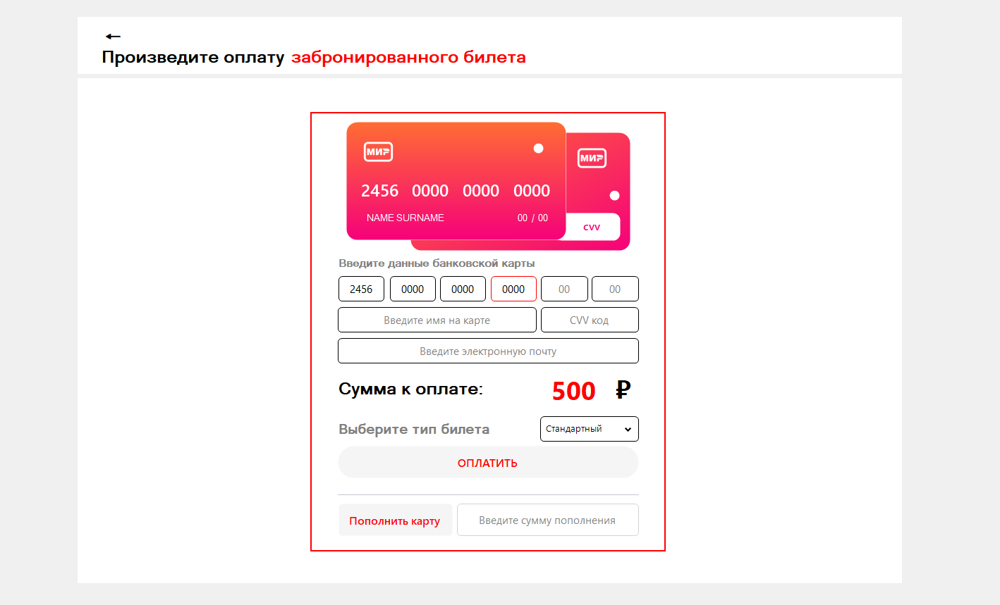 ←
Произведите оплату забронированного билета
МИР
МИР
2456 0000 0000 0000
NAME SURNAME 00 / 00
CVV
Введите данные банковской карты
2456 0000 0000 0000 00 00
Введите имя на карте CVV код
Введите электронную почту
Сумма к оплате: 500 ₽
Выберите тип билета Стандартный
ОПЛАТИТЬ
Пополнить карту Введите сумму пополнения